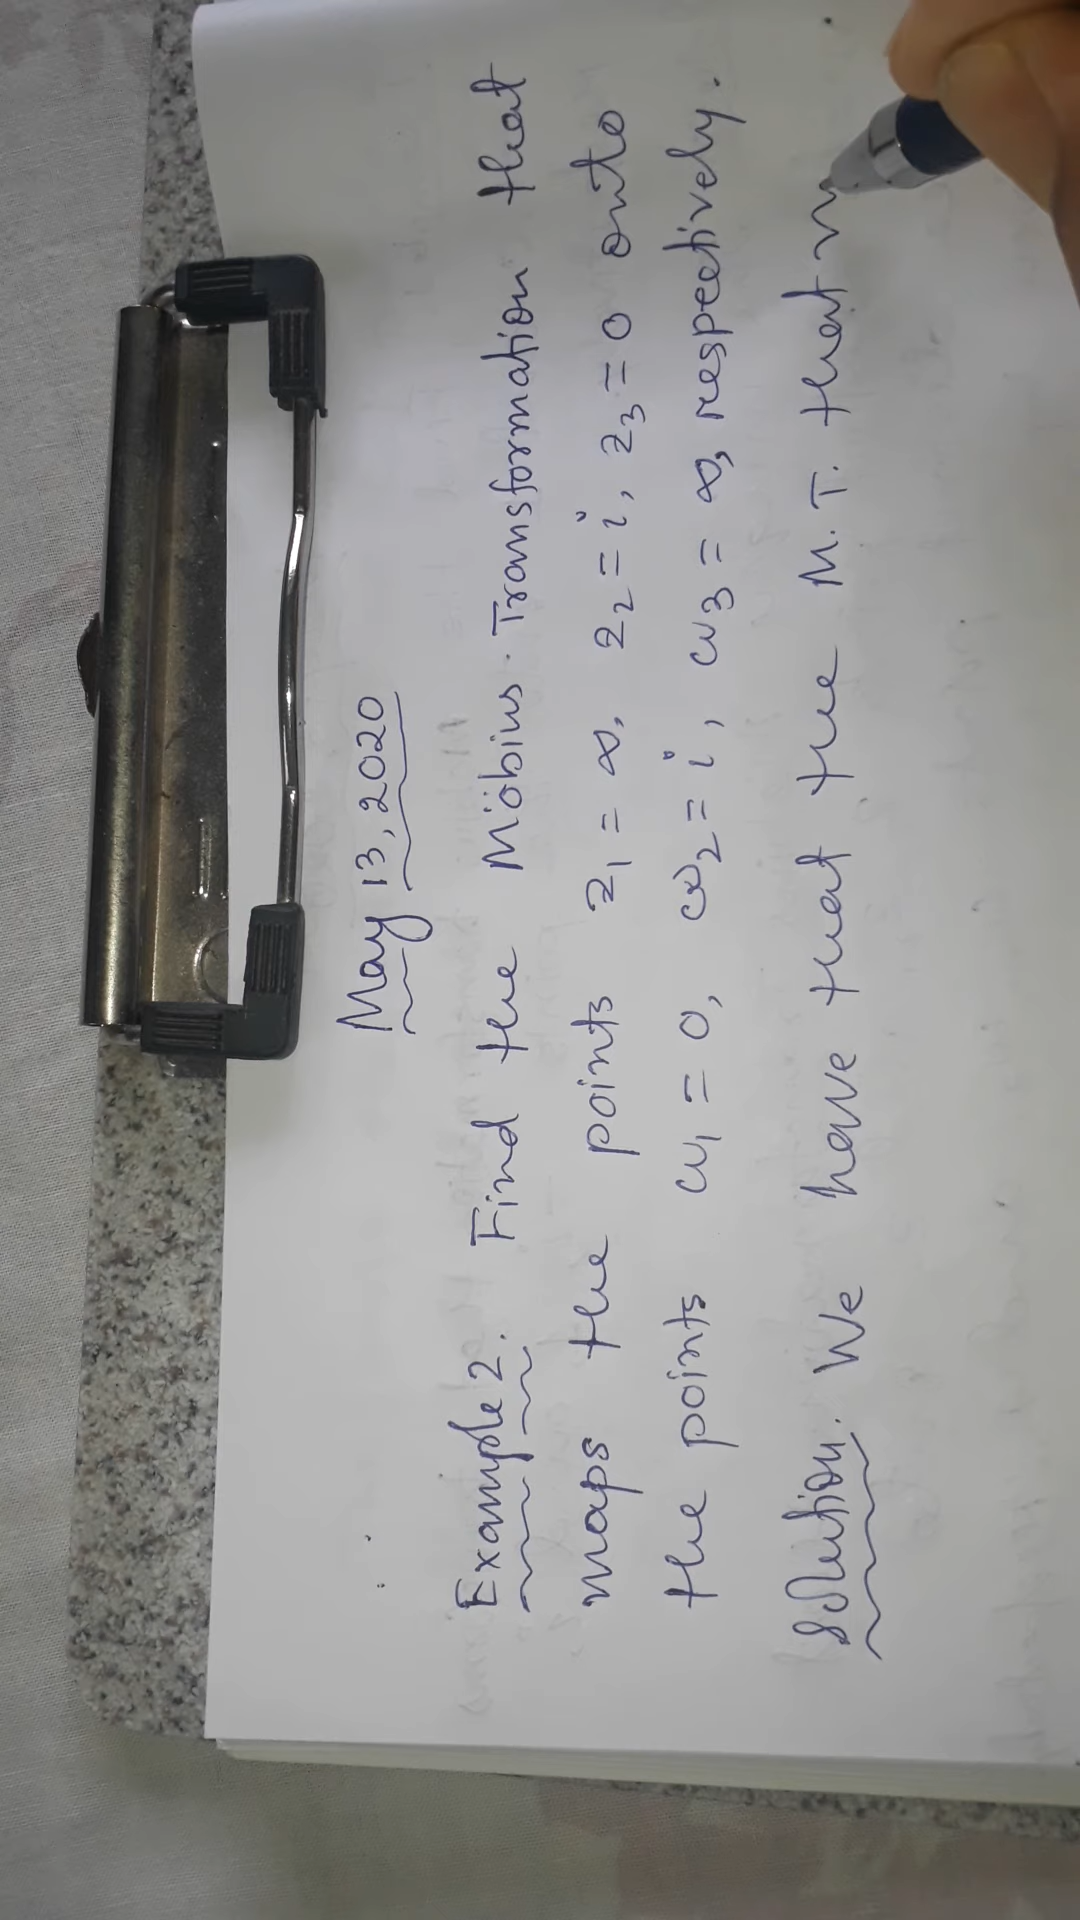 May 13, 2020
Example 2. Find the Möbius Transformation that
maps the points z₁ = ∞, z₂ = i, z₃ = 0 onto
the points w₁ = 0, w₂ = i, w₃ = ∞, respectively.
Solution. We have that the M. T. that